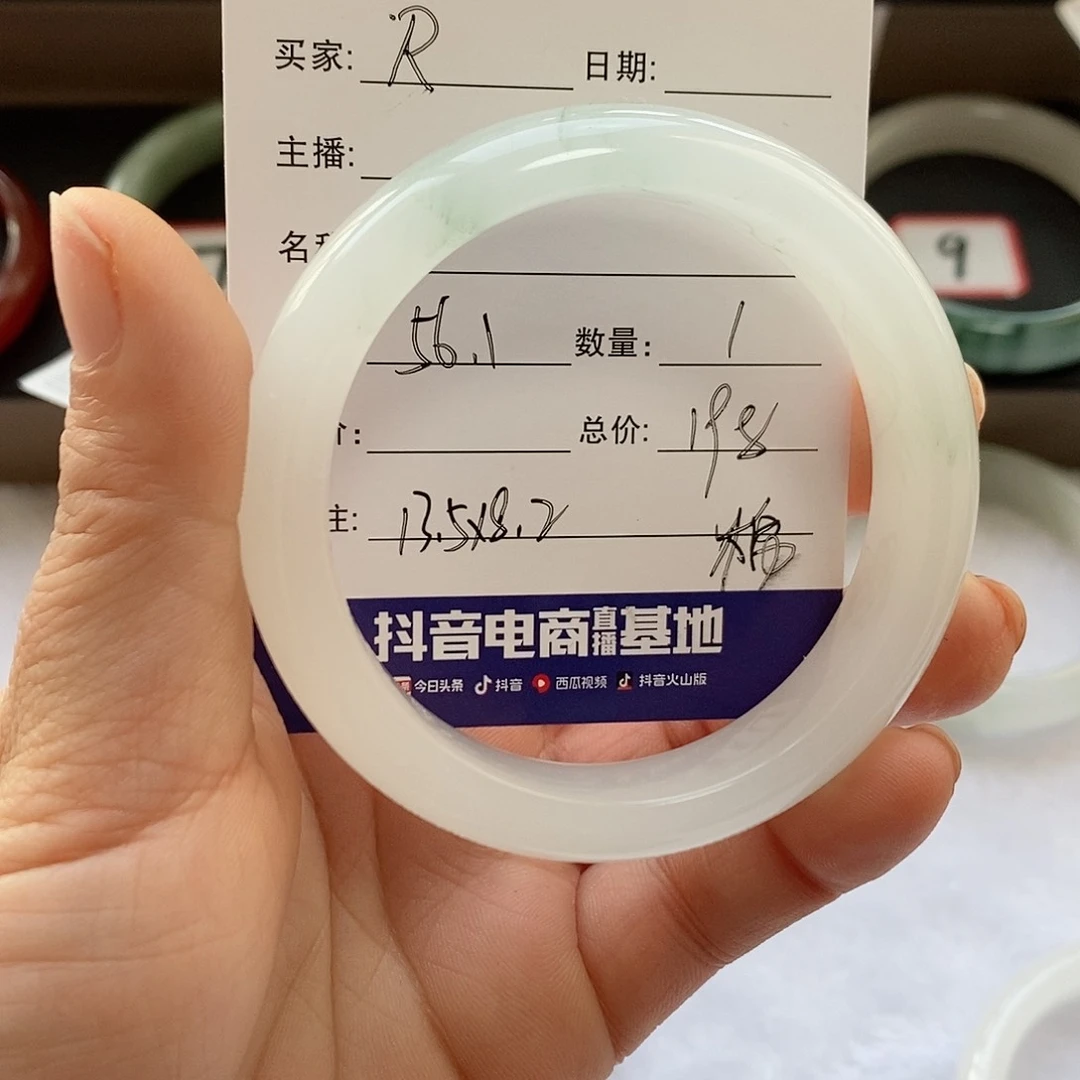 买家: R 日期:
主播:
名
56.1 数量: 1
9
: 总价: 198
注: 13.5x8.2
抖音电商直播基地
今日头条 抖音 西瓜视频 抖音火山版